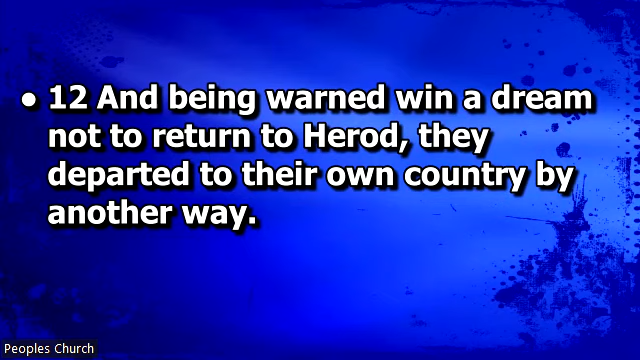 ● 12 And being warned win a dream
not to return to Herod, they
departed to their own country by
another way.
Peoples Church